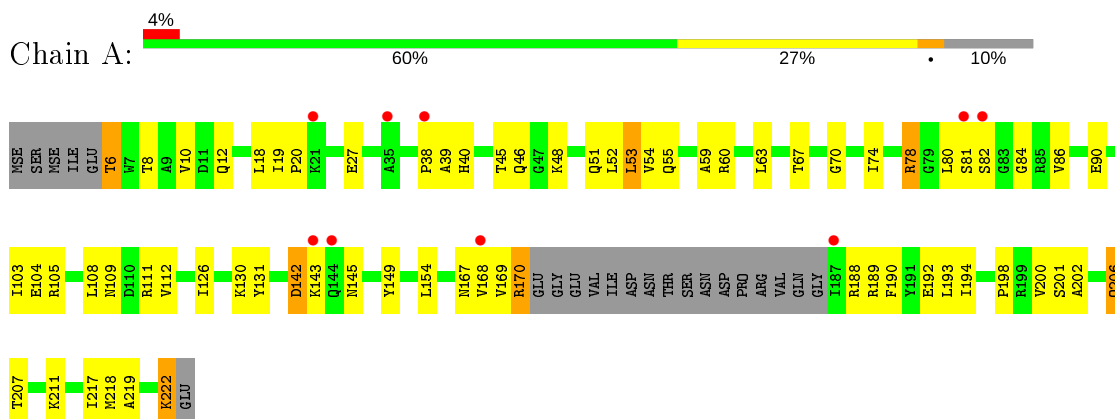 4%
Chain A:
60% 27% • 10%
MSE SER MSE ILE GLU T6 W7 T8 A9 V10 D11 Q12 L18 I19 P20 K21 E27 A35 P38 A39 H40 T45 Q46 G47 K48 Q51 L52 L53 V54 Q55 A59 R60 L63 T67 G70 I74 R78 G79 L80 S81 S82 G83 G84 R85 V86 E90
I103 E104 R105 L108 N109 D110 R111 V112 I126 K130 Y131 D142 K143 Q144 N145 Y149 L154 N167 V168 V169 R170 GLU GLY GLU VAL ILE ASP ASN THR SER ASN ASP PRO ARG VAL GLN GLY I187 R188 R189 F190 Y191 E192 L193 I194 P198 R199 V200 S201 A202
T207 K211 I217 M218 A219 K222 GLU